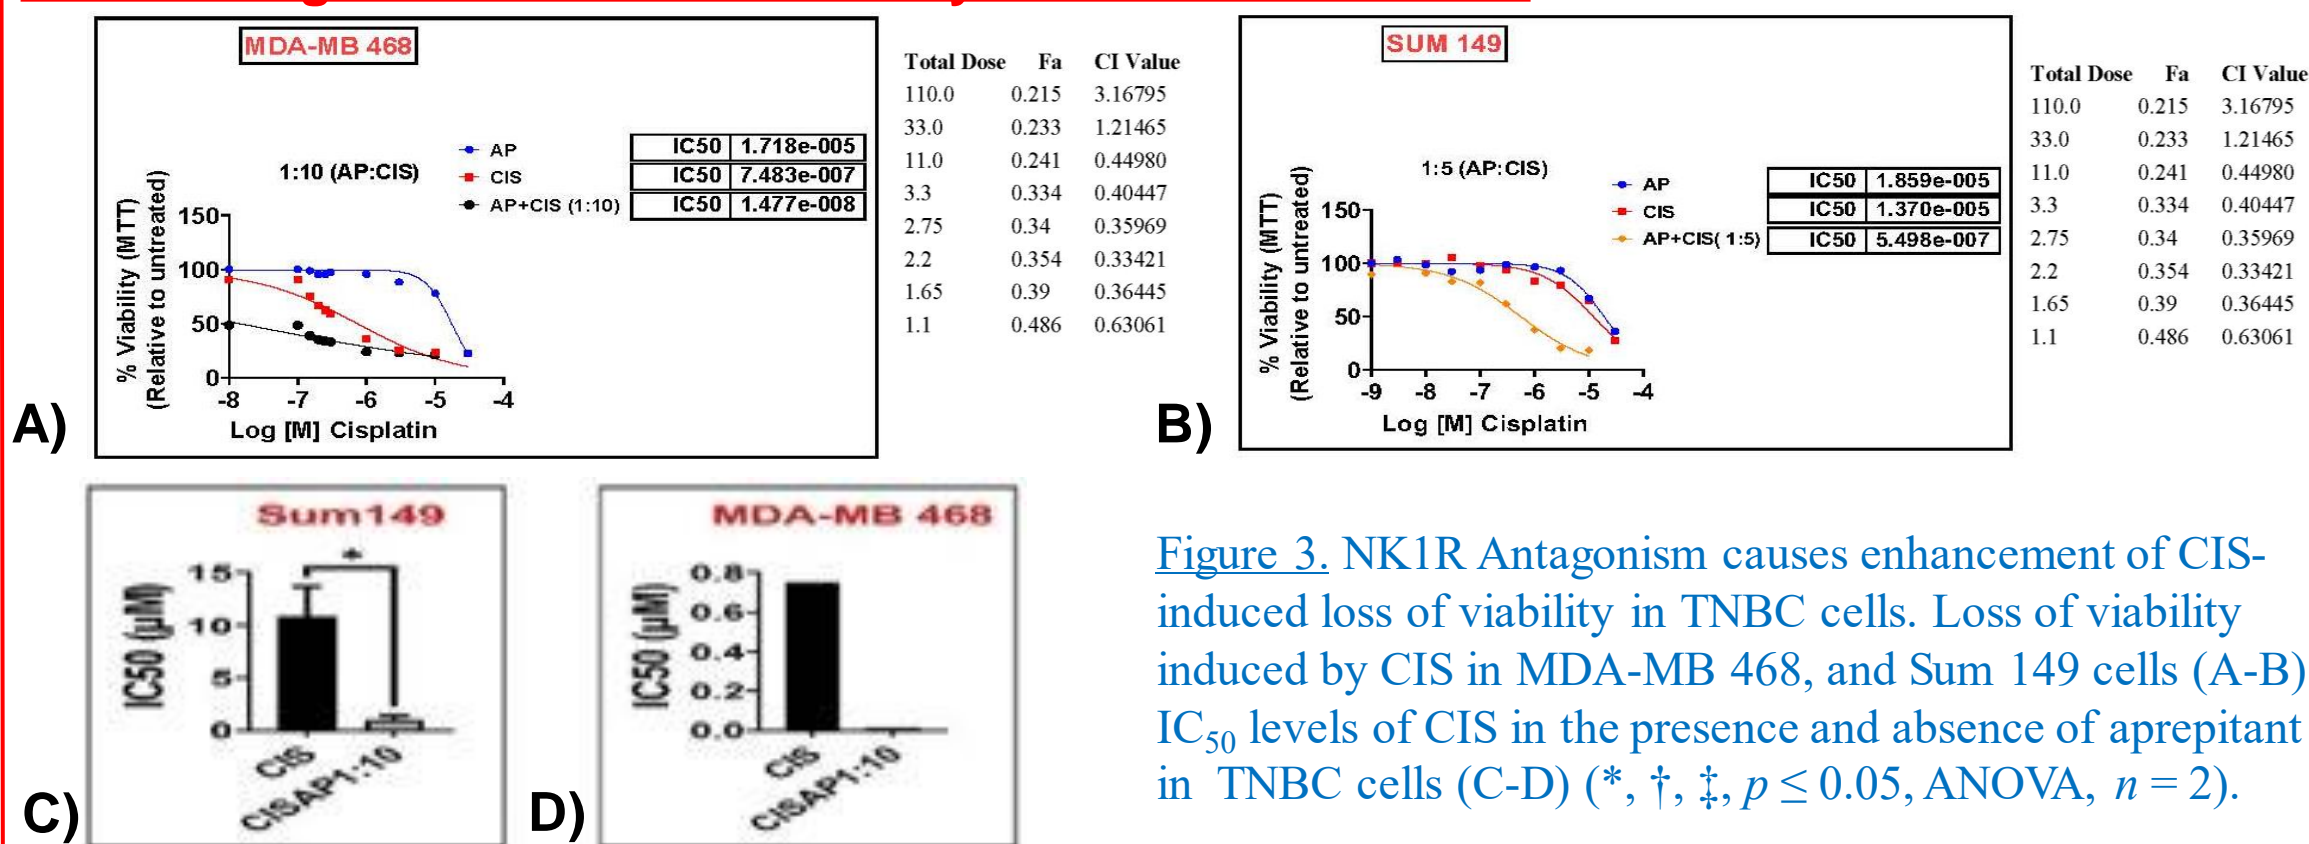 MDA-MB 468
1:10 (AP:CIS)
AP
CIS
AP+CIS (1:10)
IC50 1.718e-005
IC50 7.483e-007
IC50 1.477e-008
% Viability (MTT)
(Relative to untreated)
150
100
50
0
-8 -7 -6 -5 -4
Log [M] Cisplatin
A)
Total Dose Fa CI Value
110.0 0.215 3.16795
33.0 0.233 1.21465
11.0 0.241 0.44980
3.3 0.334 0.40447
2.75 0.34 0.35969
2.2 0.354 0.33421
1.65 0.39 0.36445
1.1 0.486 0.63061
SUM 149
1:5 (AP:CIS)
AP
CIS
AP+CIS( 1:5)
IC50 1.859e-005
IC50 1.370e-005
IC50 5.498e-007
% Viability (MTT)
(Relative to untreated)
150
100
50
0
-9 -8 -7 -6 -5 -4
Log [M] Cisplatin
B)
Total Dose Fa CI Value
110.0 0.215 3.16795
33.0 0.233 1.21465
11.0 0.241 0.44980
3.3 0.334 0.40447
2.75 0.34 0.35969
2.2 0.354 0.33421
1.65 0.39 0.36445
1.1 0.486 0.63061
Sum149
*
IC50 (µM)
15
10
5
0
CIS
CISAP1:10
C)
MDA-MB 468
IC50 (µM)
0.8
0.6
0.4
0.2
0.0
CIS
CISAP1:10
D)
Figure 3. NK1R Antagonism causes enhancement of CIS-
induced loss of viability in TNBC cells. Loss of viability
induced by CIS in MDA-MB 468, and Sum 149 cells (A-B)
IC50 levels of CIS in the presence and absence of aprepitant
in TNBC cells (C-D) (*, †, ‡, p ≤ 0.05, ANOVA, n = 2).